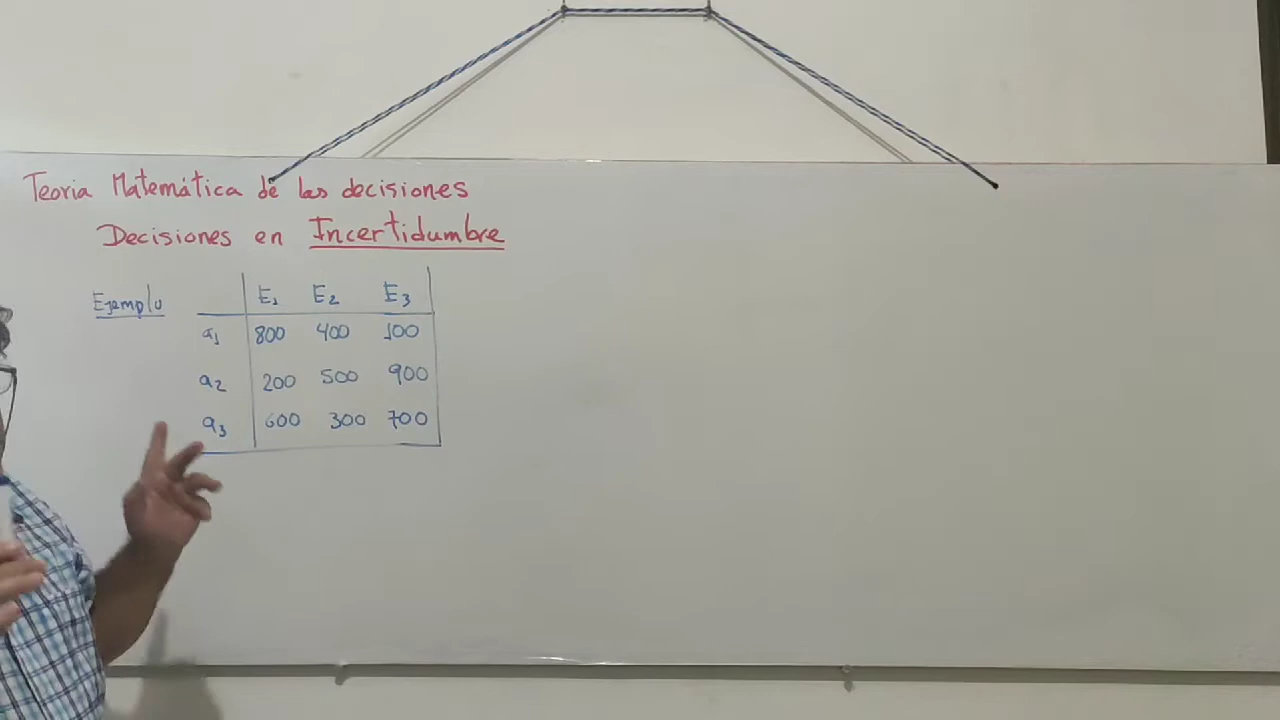 Teoria Matemática de las decisiones
Decisiones en Incertidumbre
Ejemplo
E1 E2 E3
a1 800 400 100
a2 200 500 900
a3 600 300 700